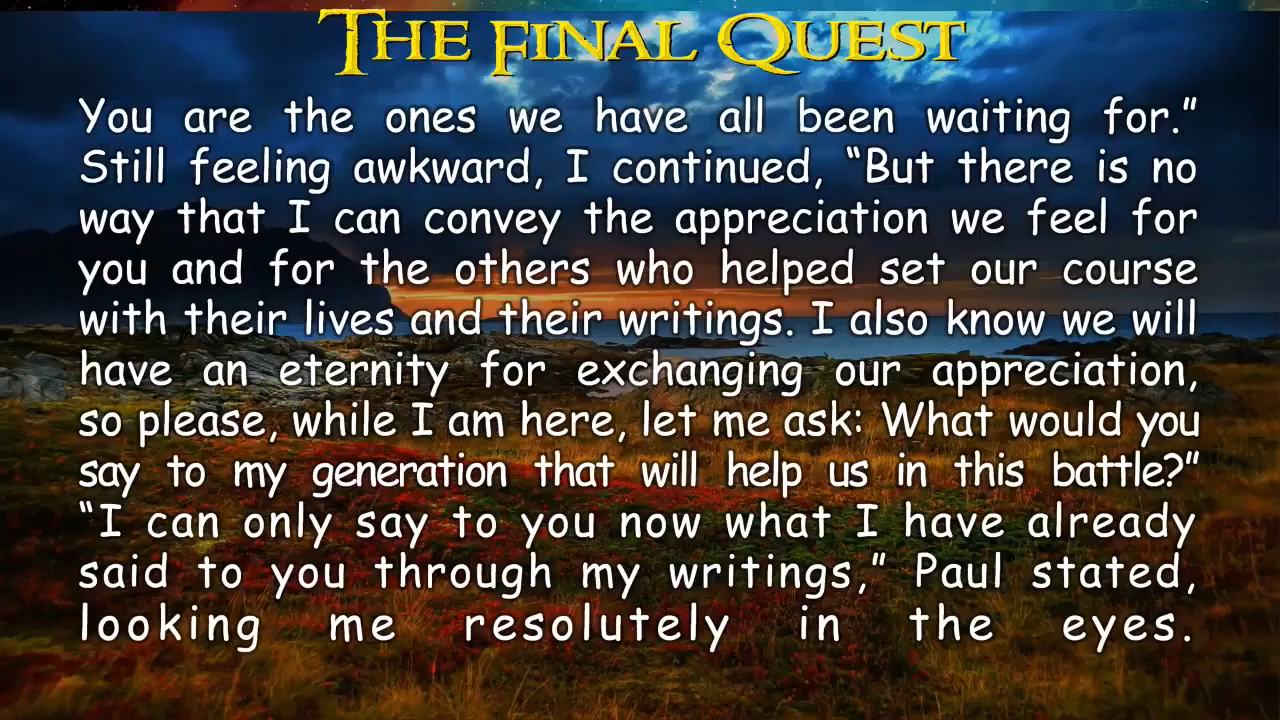 The Final Quest
You are the ones we have all been waiting for.”
Still feeling awkward, I continued, “But there is no
way that I can convey the appreciation we feel for
you and for the others who helped set our course
with their lives and their writings. I also know we will
have an eternity for exchanging our appreciation,
so please, while I am here, let me ask: What would you
say to my generation that will help us in this battle?”
“I can only say to you now what I have already
said to you through my writings,” Paul stated,
looking me resolutely in the eyes.